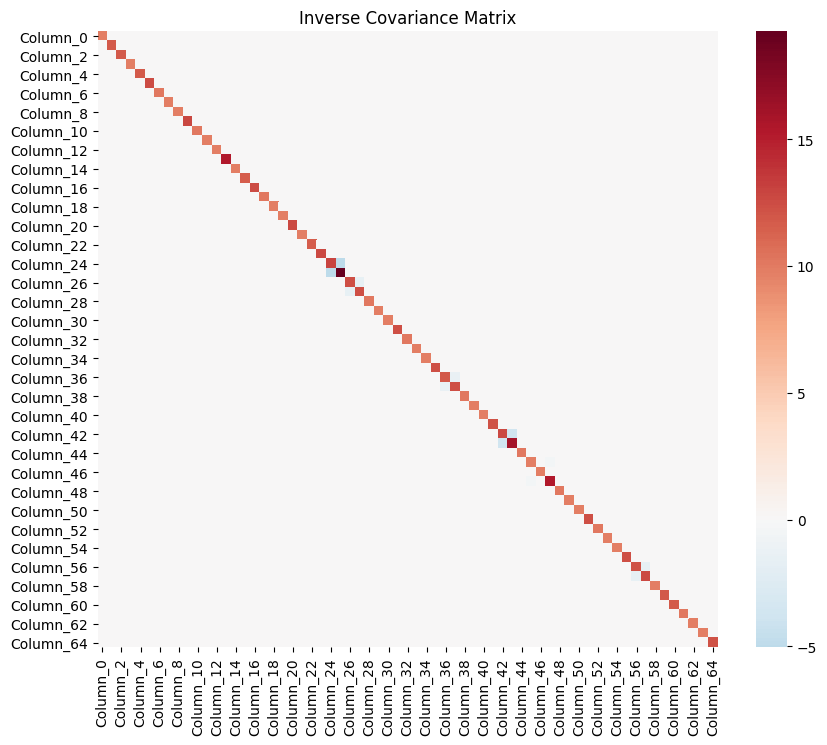 Inverse Covariance Matrix
Column_0
Column_2
Column_4
Column_6
Column_8
Column_10
Column_12
Column_14
Column_16
Column_18
Column_20
Column_22
Column_24
Column_26
Column_28
Column_30
Column_32
Column_34
Column_36
Column_38
Column_40
Column_42
Column_44
Column_46
Column_48
Column_50
Column_52
Column_54
Column_56
Column_58
Column_60
Column_62
Column_64
Column_0
Column_2
Column_4
Column_6
Column_8
Column_10
Column_12
Column_14
Column_16
Column_18
Column_20
Column_22
Column_24
Column_26
Column_28
Column_30
Column_32
Column_34
Column_36
Column_38
Column_40
Column_42
Column_44
Column_46
Column_48
Column_50
Column_52
Column_54
Column_56
Column_58
Column_60
Column_62
Column_64
15
10
5
0
−5